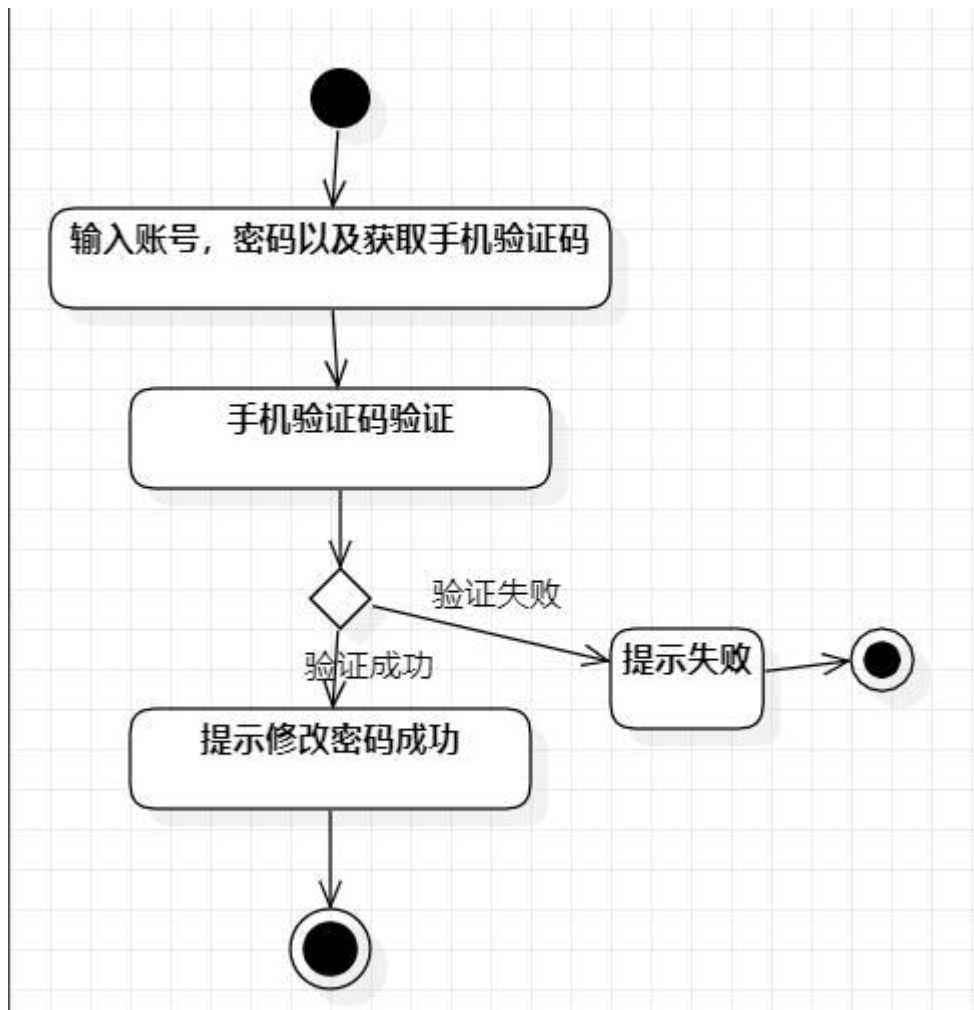 输入账号，密码以及获取手机验证码
手机验证码验证
验证失败
验证成功
提示失败
提示修改密码成功